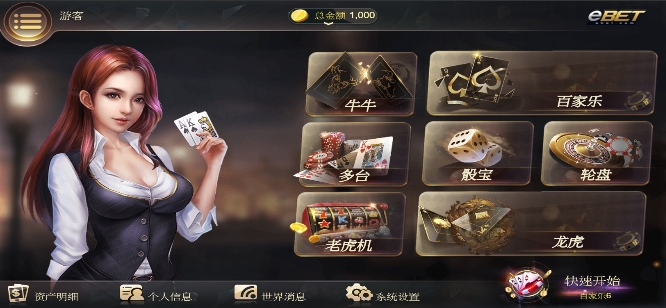 游客
总金额 1,000
eBET
牛牛
百家乐
多台
骰宝
轮盘
老虎机
龙虎
资产明细
个人信息
世界消息
系统设置
快速开始
百家乐6